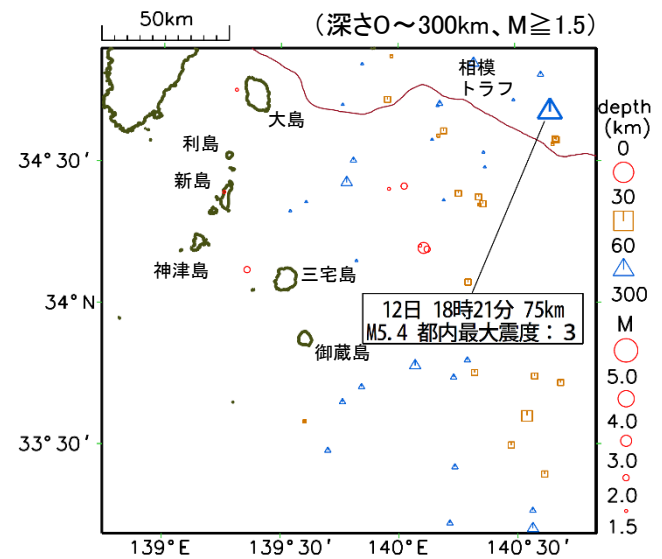 50km
(深さ0～300km、M≧1.5)
相模
トラフ
大島
利島
新島
神津島
三宅島
御蔵島
12日 18時21分 75km
M5.4 都内最大震度：3
34°30′
34°N
33°30′
139°E
139°30′
140°E
140°30′
depth
(km)
0
30
60
300
M
5.0
4.0
3.0
2.0
1.5